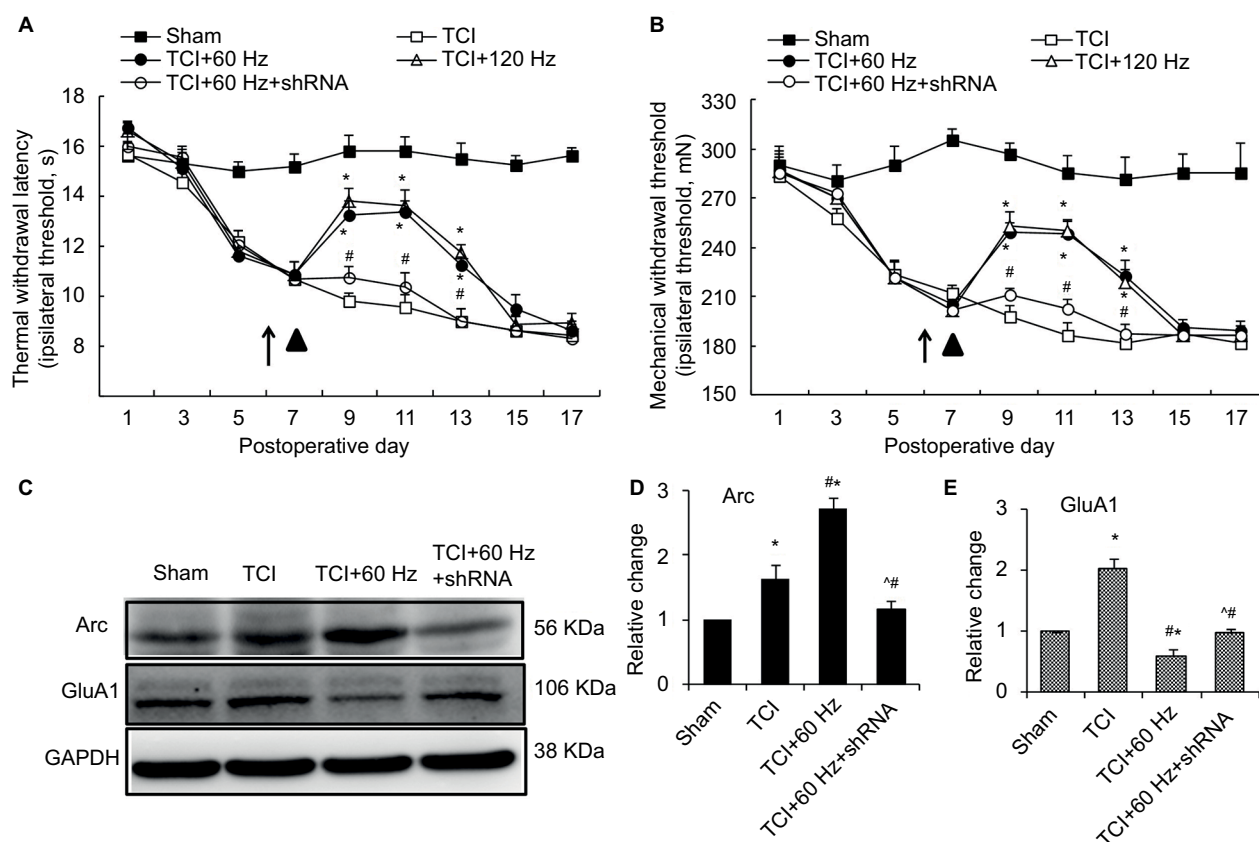 A
Sham
TCI
TCI+60 Hz
TCI+120 Hz
TCI+60 Hz+shRNA
Thermal withdrawal latency
(ipsilateral threshold, s)
18
16
14
12
10
8
* * *
* * *
# # #
1 3 5 7 9 11 13 15 17
Postoperative day
B
Sham
TCI
TCI+60 Hz
TCI+120 Hz
TCI+60 Hz+shRNA
Mechanical withdrawal threshold
(ipsilateral threshold, mN)
330
300
270
240
210
180
150
* * *
* * *
# # #
1 3 5 7 9 11 13 15 17
Postoperative day
C
Sham TCI TCI+60 Hz TCI+60 Hz
+shRNA
Arc 56 KDa
GluA1 106 KDa
GAPDH 38 KDa
D
Arc
Relative change
3
2
1
0
*
#*
^#
Sham
TCI
TCI+60 Hz
TCI+60 Hz+shRNA
E
GluA1
Relative change
3
2
1
0
*
#*
^#
Sham
TCI
TCI+60 Hz
TCI+60 Hz+shRNA